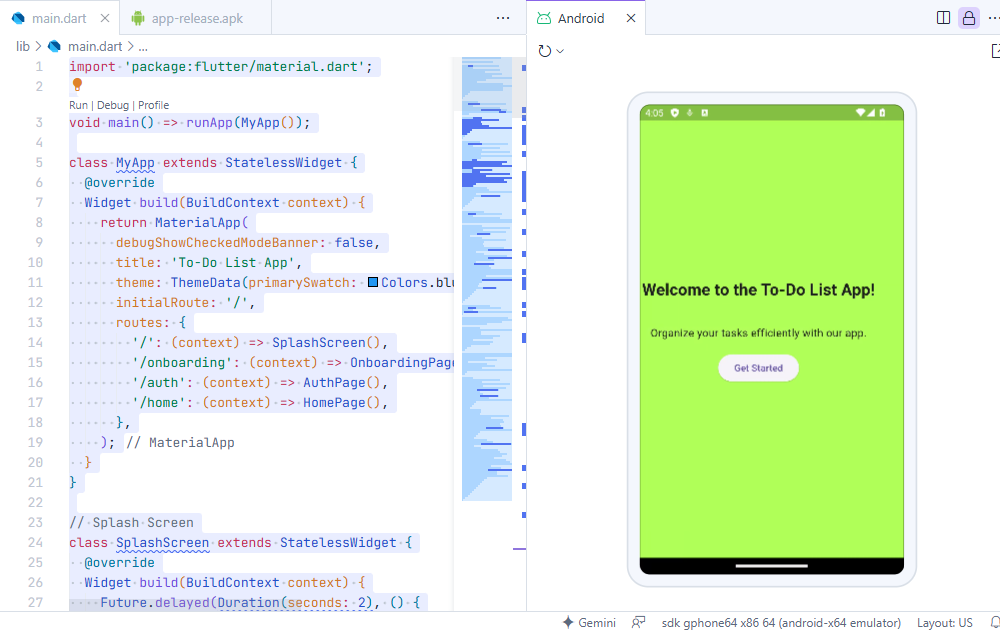 main.dart
app-release.apk
Android
lib > main.dart > ...
1 import 'package:flutter/material.dart';
2
Run | Debug | Profile
3 void main() => runApp(MyApp());
4
5 class MyApp extends StatelessWidget {
6 @override
7 Widget build(BuildContext context) {
8 return MaterialApp(
9 debugShowCheckedModeBanner: false,
10 title: 'To-Do List App',
11 theme: ThemeData(primarySwatch: Colors.blu
12 initialRoute: '/',
13 routes: {
14 '/': (context) => SplashScreen(),
15 '/onboarding': (context) => OnboardingPage
16 '/auth': (context) => AuthPage(),
17 '/home': (context) => HomePage(),
18 },
19 ); // MaterialApp
20 }
21 }
22
23 // Splash Screen
24 class SplashScreen extends StatelessWidget {
25 @override
26 Widget build(BuildContext context) {
27 Future.delayed(Duration(seconds: 2), () {
4:05
Welcome to the To-Do List App!
Organize your tasks efficiently with our app.
Get Started
Gemini
sdk gphone64 x86 64 (android-x64 emulator)
Layout: US